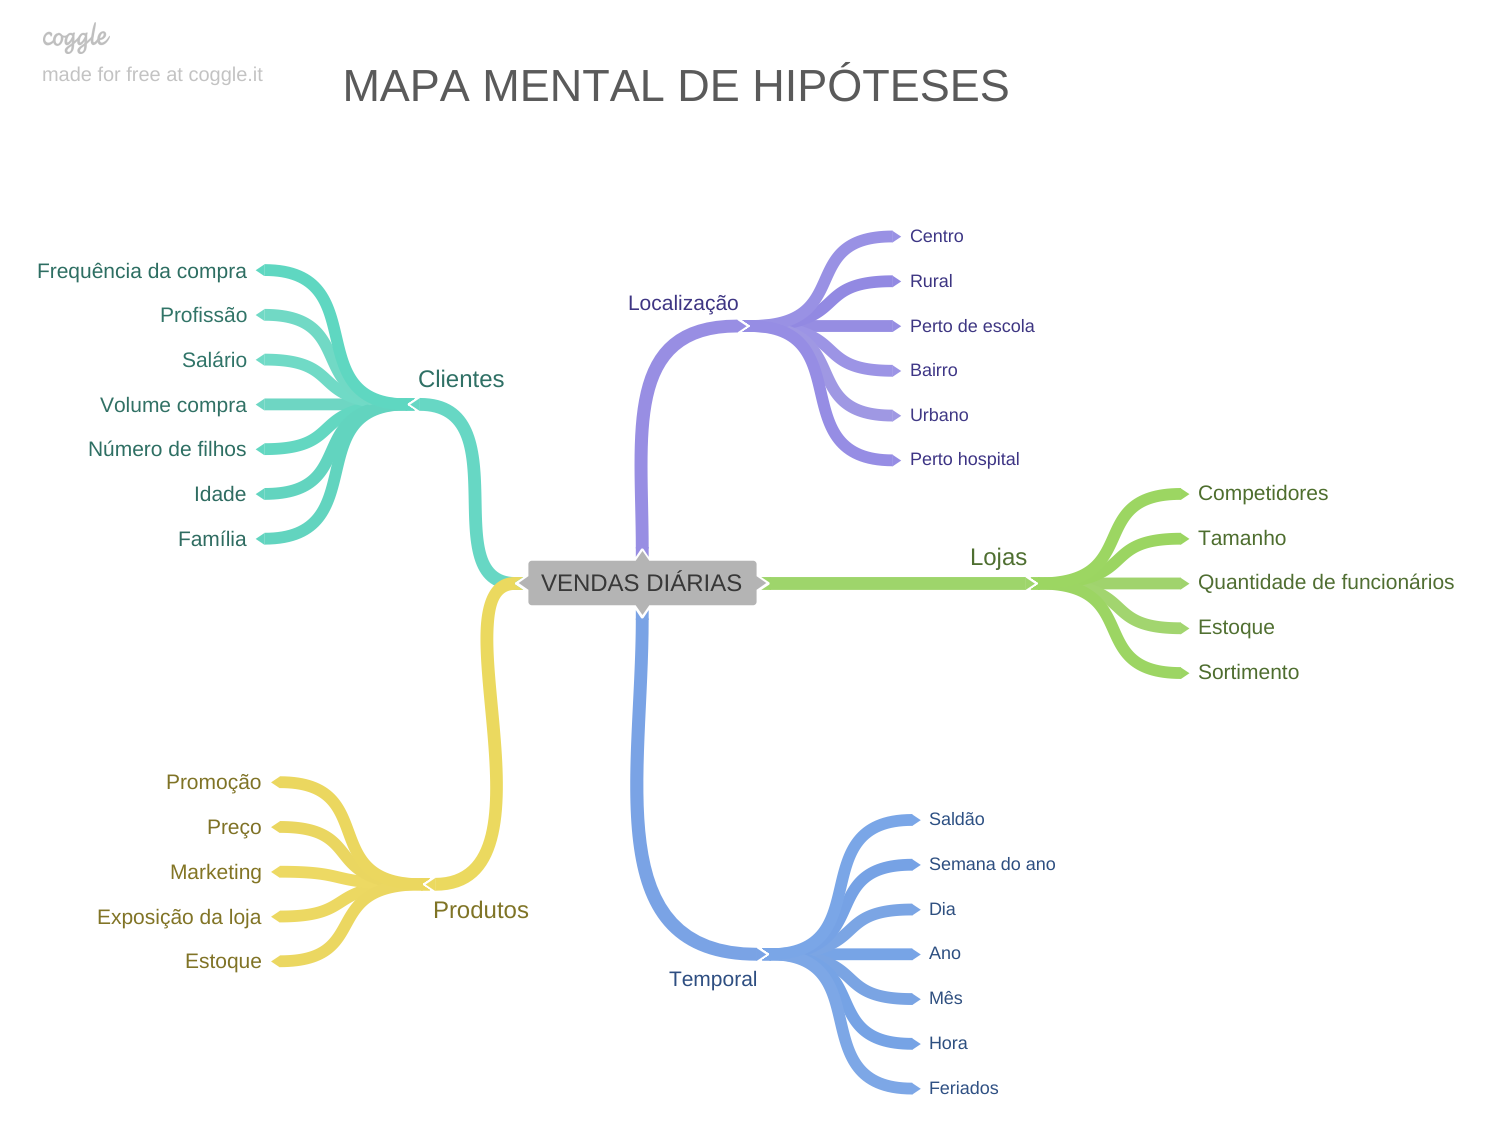 coggle
made for free at coggle.it
MAPA MENTAL DE HIPÓTESES
Frequência da compra
Profissão
Salário
Volume compra
Número de filhos
Idade
Família
Clientes
Localização
Centro
Rural
Perto de escola
Bairro
Urbano
Perto hospital
VENDAS DIÁRIAS
Lojas
Competidores
Tamanho
Quantidade de funcionários
Estoque
Sortimento
Promoção
Preço
Marketing
Exposição da loja
Estoque
Produtos
Temporal
Saldão
Semana do ano
Dia
Ano
Mês
Hora
Feriados